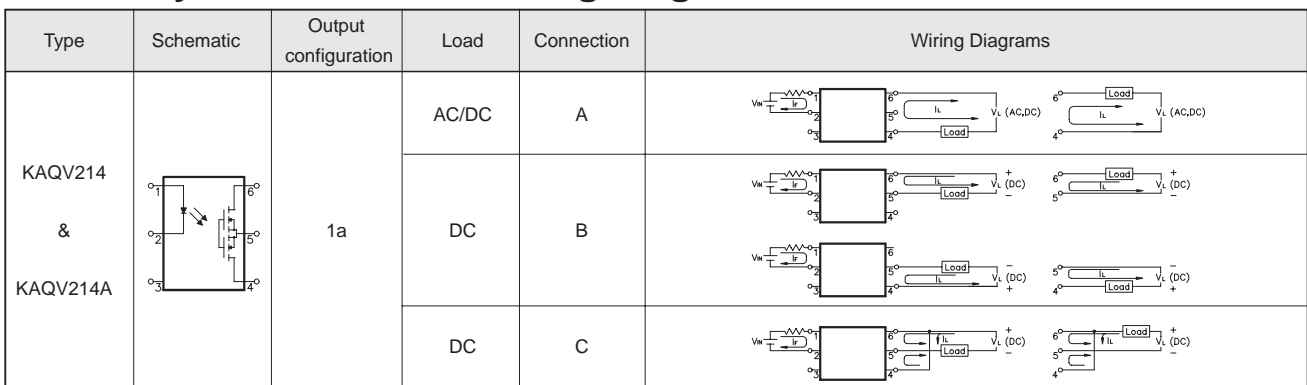 Type
Schematic
Output
configuration
Load
Connection
Wiring Diagrams
KAQV214
&
KAQV214A
1
2
3
6
5
4
1a
AC/DC
A
VIN
IF
1
2
3
6
5
4
IL
Load
VL (AC,DC)
6
4
Load
IL
VL (AC,DC)
DC
B
VIN
IF
1
2
3
6
5
4
IL
Load
+
VL (DC)
−
6
5
Load
IL
+
VL (DC)
−
VIN
IF
1
2
3
6
5
4
Load
IL
−
VL (DC)
+
5
4
IL
Load
−
VL (DC)
+
DC
C
VIN
IF
1
2
3
6
5
4
IL
Load
+
VL (DC)
−
6
5
4
IL
Load
+
VL (DC)
−